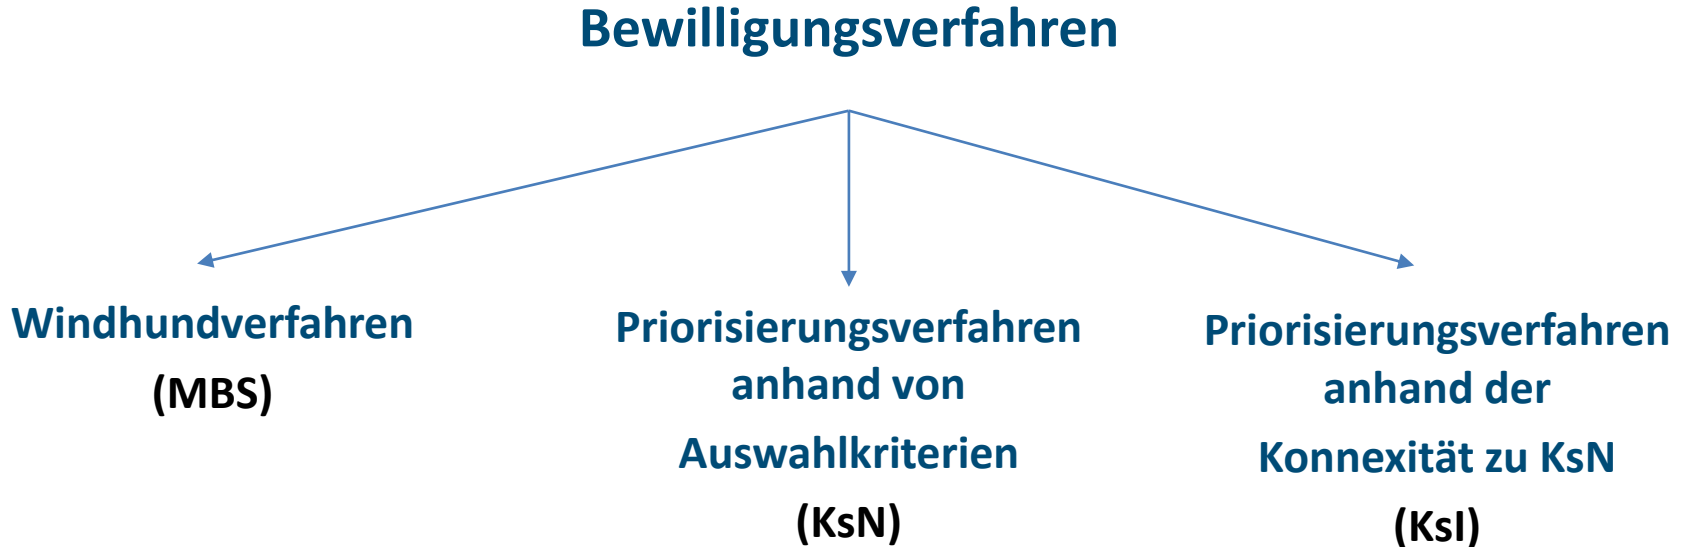 Bewilligungsverfahren
Windhundverfahren
(MBS)
Priorisierungsverfahren
anhand von
Auswahlkriterien
(KsN)
Priorisierungsverfahren
anhand der
Konnexität zu KsN
(KsI)